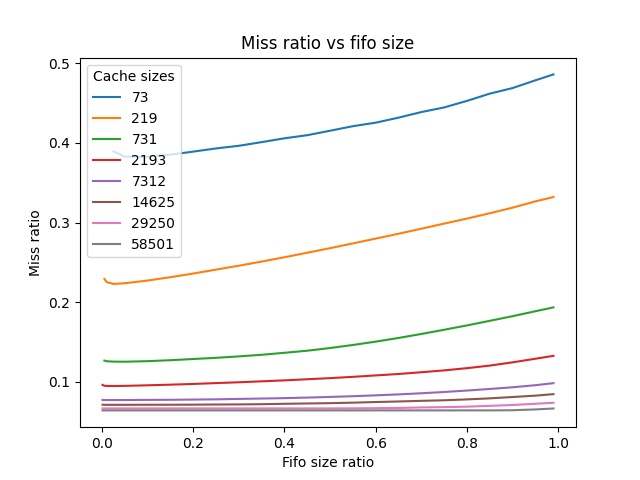 Miss ratio vs fifo size
Cache sizes
73
219
731
2193
7312
14625
29250
58501
Miss ratio
0.5
0.4
0.3
0.2
0.1
0.0 0.2 0.4 0.6 0.8 1.0
Fifo size ratio